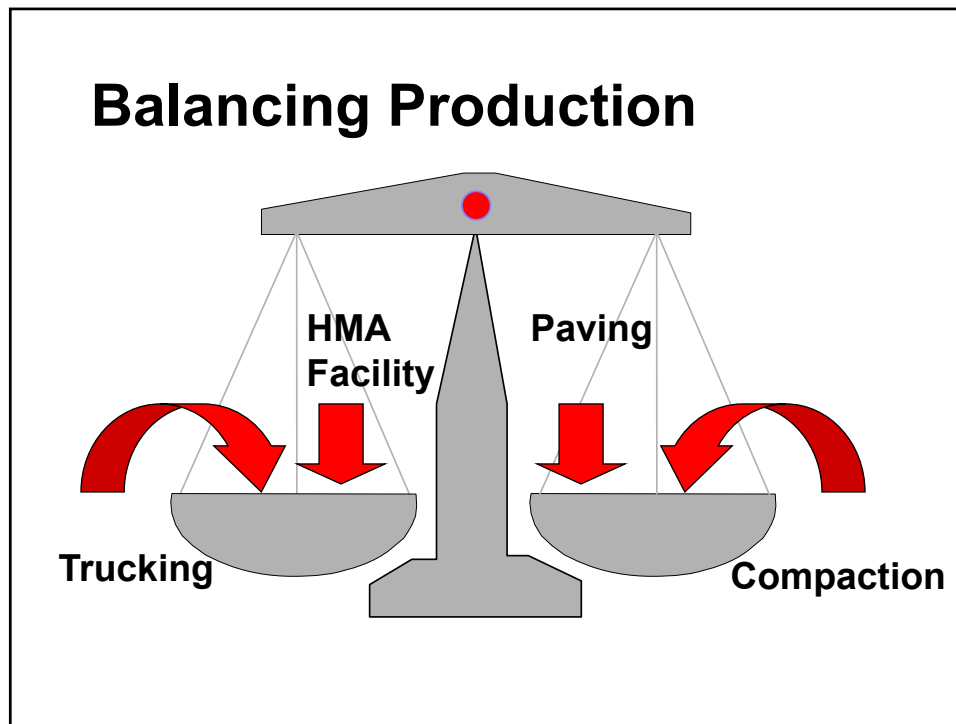 Balancing Production
HMA
Facility
Paving
Trucking
Compaction